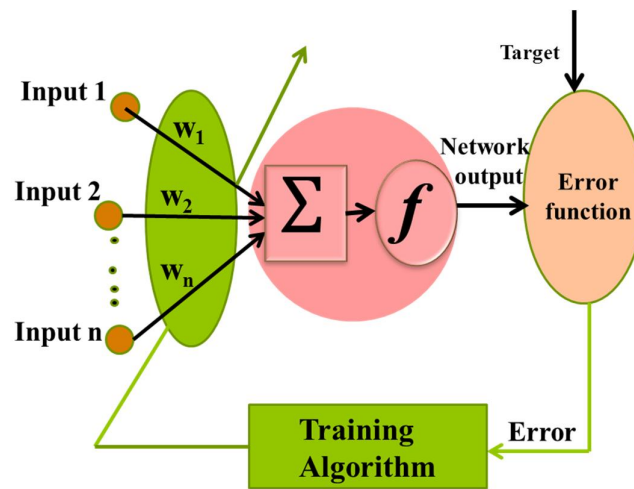 Target
Input 1
w₁
Network
output
Error
function
Input 2
w₂
Σ
f
wₙ
Input n
Training
Algorithm
Error